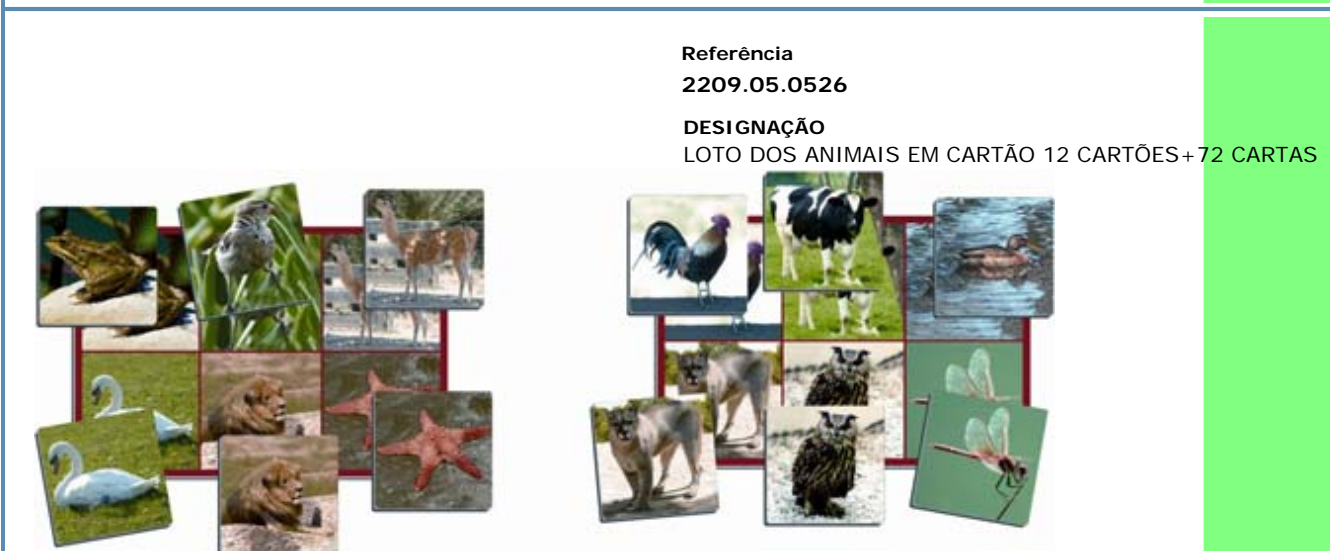 Referência
2209.05.0526
DESIGNAÇÃO
LOTO DOS ANIMAIS EM CARTÃO 12 CARTÕES+72 CARTAS